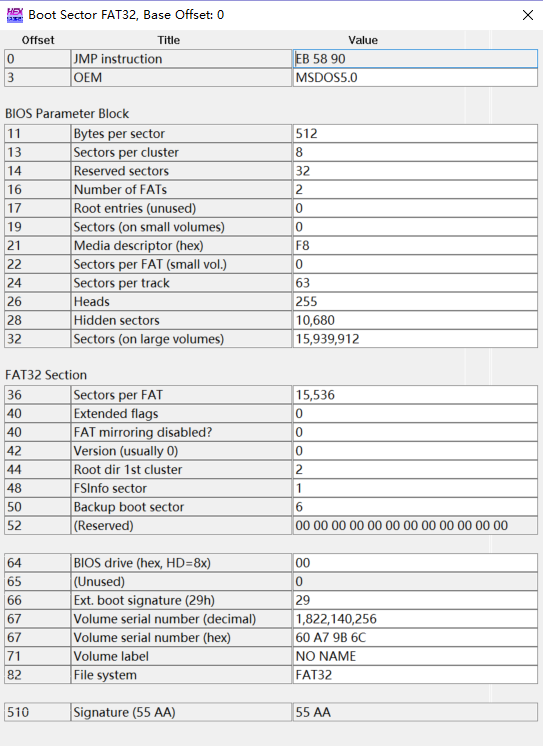 HEX Boot Sector FAT32, Base Offset: 0
Offset Title Value
0 JMP instruction EB 58 90
3 OEM MSDOS5.0
BIOS Parameter Block
11 Bytes per sector 512
13 Sectors per cluster 8
14 Reserved sectors 32
16 Number of FATs 2
17 Root entries (unused) 0
19 Sectors (on small volumes) 0
21 Media descriptor (hex) F8
22 Sectors per FAT (small vol.) 0
24 Sectors per track 63
26 Heads 255
28 Hidden sectors 10,680
32 Sectors (on large volumes) 15,939,912
FAT32 Section
36 Sectors per FAT 15,536
40 Extended flags 0
40 FAT mirroring disabled? 0
42 Version (usually 0) 0
44 Root dir 1st cluster 2
48 FSInfo sector 1
50 Backup boot sector 6
52 (Reserved) 00 00 00 00 00 00 00 00 00 00 00 00
64 BIOS drive (hex, HD=8x) 00
65 (Unused) 0
66 Ext. boot signature (29h) 29
67 Volume serial number (decimal) 1,822,140,256
67 Volume serial number (hex) 60 A7 9B 6C
71 Volume label NO NAME
82 File system FAT32
510 Signature (55 AA) 55 AA